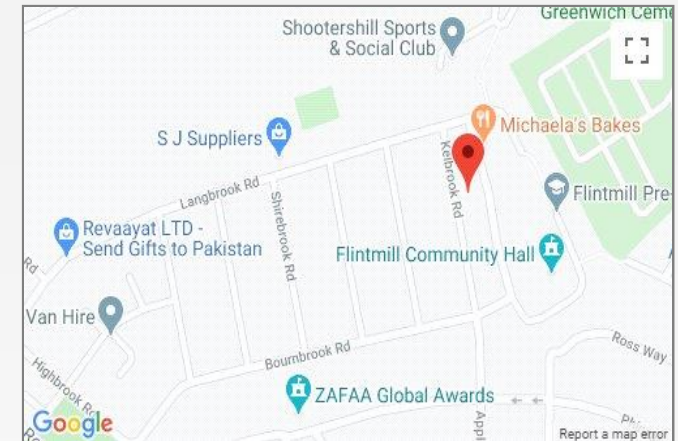 Greenwich Ceme
Shootershill Sports
& Social Club
Michaela's Bakes
S J Suppliers
Kelbrook Rd
Langbrook Rd
Shirebrook Rd
Flintmill Pre-
Revaayat LTD -
Send Gifts to Pakistan
Flintmill Community Hall
Rd
Van Hire
Ross Way
Bournbrook Rd
Highbrook Rd
ZAFAA Global Awards
Appl
Google
Report a map error